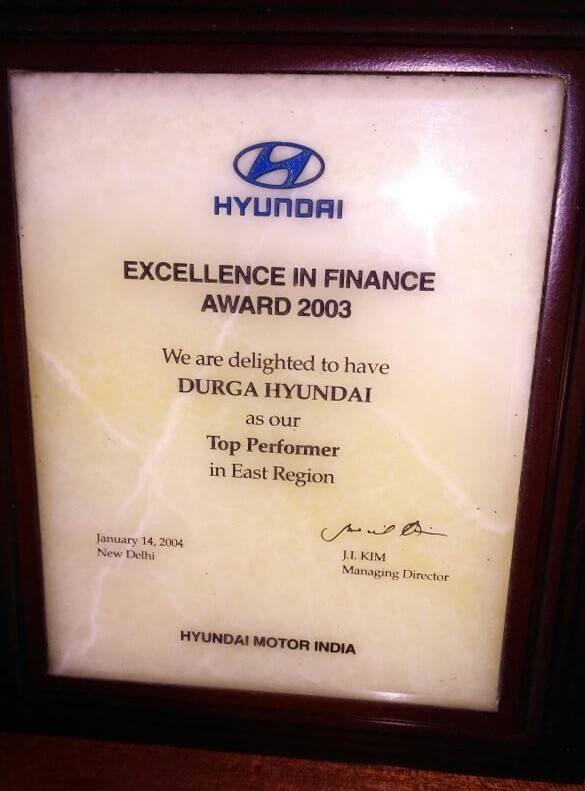 HYUNDAI
EXCELLENCE IN FINANCE
AWARD 2003
We are delighted to have
DURGA HYUNDAI
as our
Top Performer
in East Region
January 14, 2004
New Delhi
J.I. KIM
Managing Director
HYUNDAI MOTOR INDIA